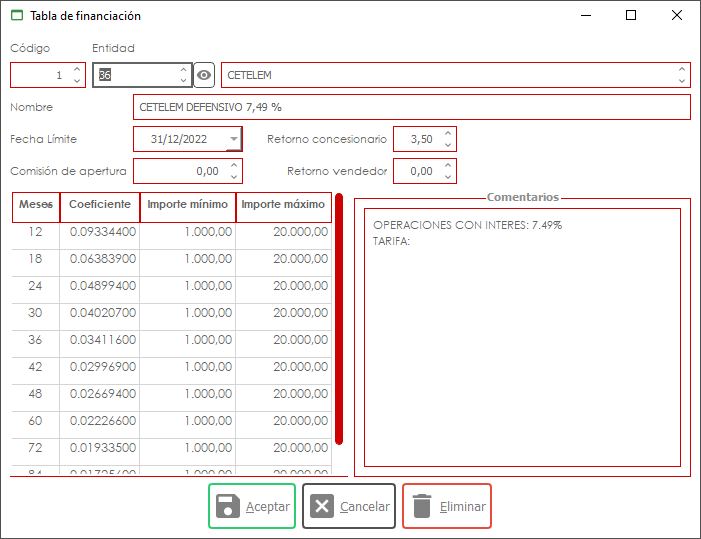 Tabla de financiación
Código Entidad
1 36 CETELEM
Nombre CETELEM DEFENSIVO 7,49 %
Fecha Límite 31/12/2022 Retorno concesionario 3,50
Comisión de apertura 0,00 Retorno vendedor 0,00
Meses Coeficiente Importe mínimo Importe máximo
12 0.09334400 1.000,00 20.000,00
18 0.06383900 1.000,00 20.000,00
24 0.04899400 1.000,00 20.000,00
30 0.04020700 1.000,00 20.000,00
36 0.03411600 1.000,00 20.000,00
42 0.02996900 1.000,00 20.000,00
48 0.02669400 1.000,00 20.000,00
60 0.02226600 1.000,00 20.000,00
72 0.01933500 1.000,00 20.000,00
84 1.000,00 20.000,00
Comentarios
OPERACIONES CON INTERES: 7.49%
TARIFA:
Aceptar Cancelar Eliminar